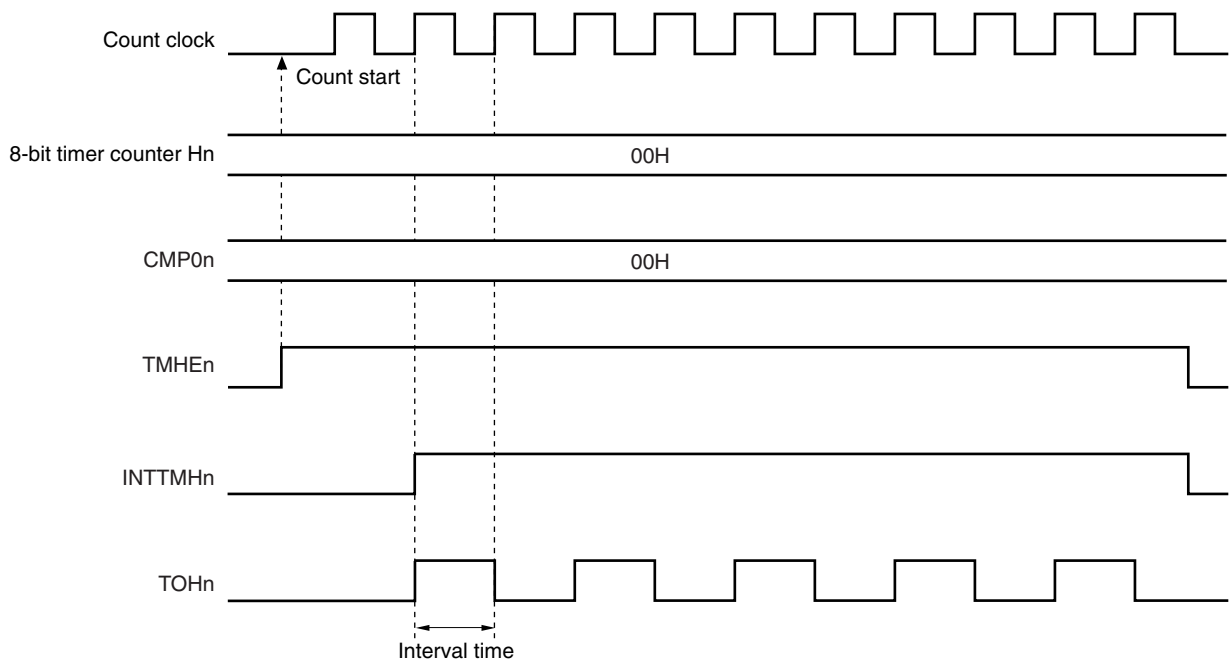 Count clock
Count start
8-bit timer counter Hn
00H
CMP0n
00H
TMHEn
INTTMHn
TOHn
Interval time